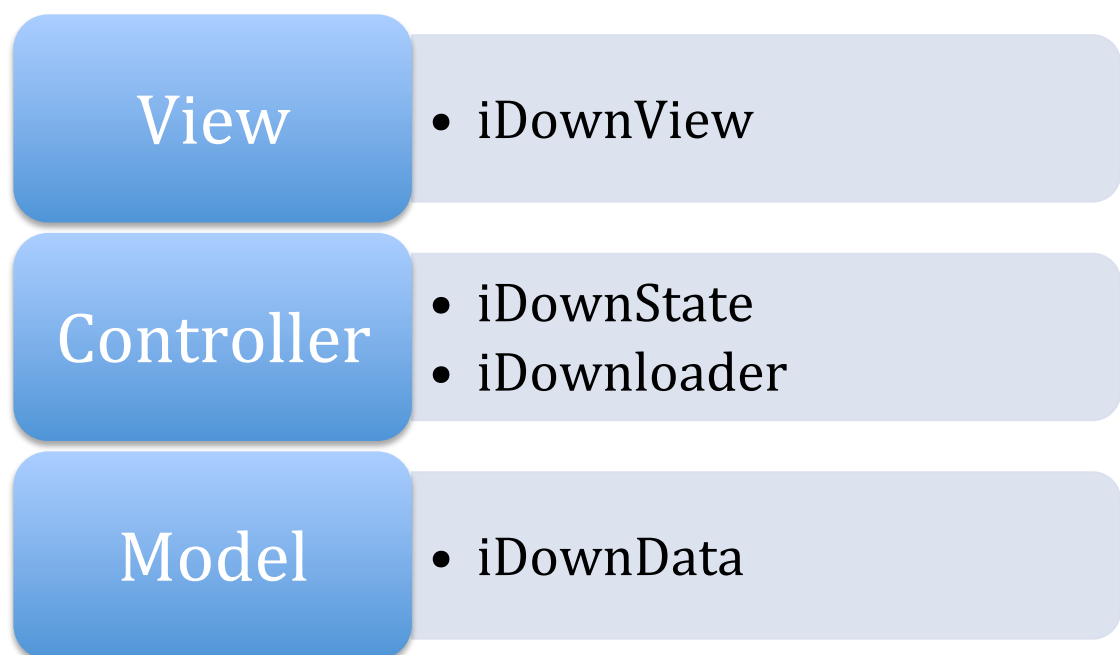 View
• iDownView
Controller
• iDownState
• iDownloader
Model
• iDownData